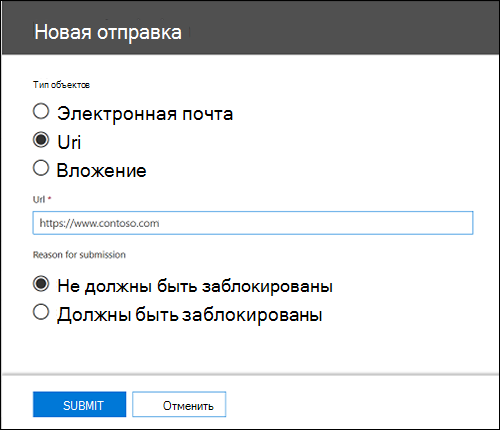 Новая отправка
Тип объектов
Электронная почта
Uri
Вложение
Url *
https://www.contoso.com
Reason for submission
Не должны быть заблокированы
Должны быть заблокированы
SUBMIT
Отменить